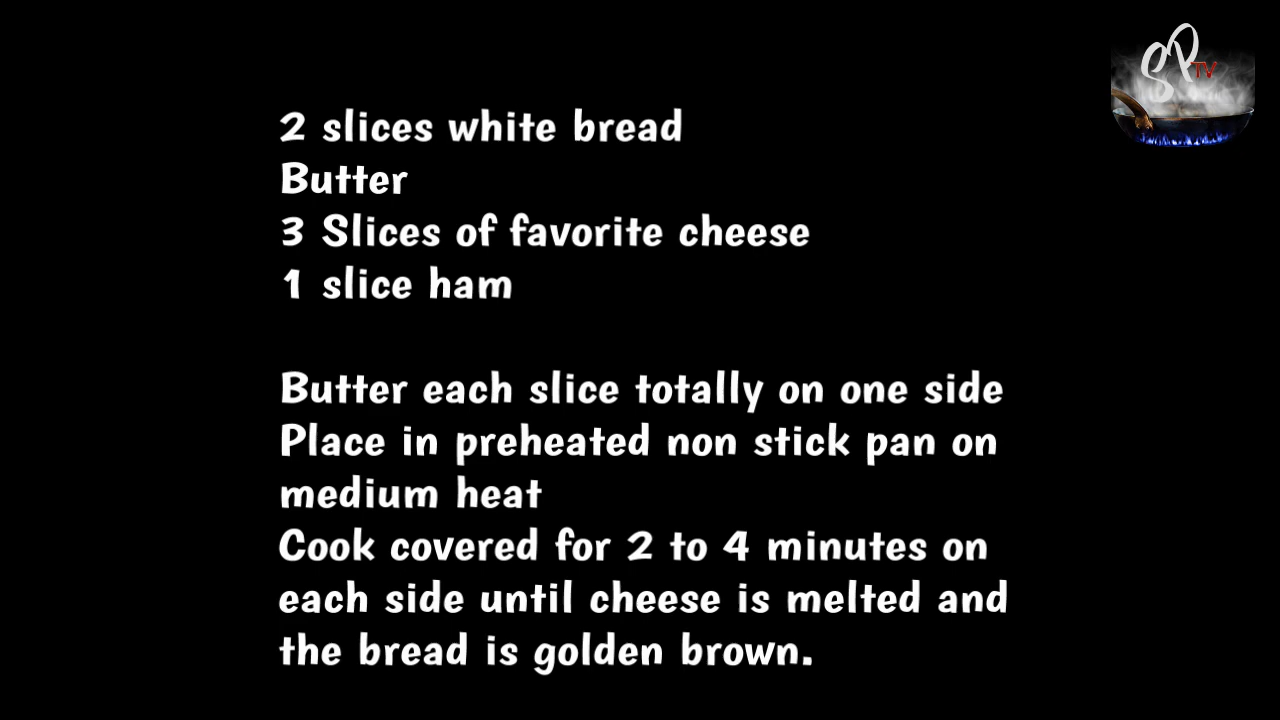 SP TV
2 slices white bread
Butter
3 Slices of favorite cheese
1 slice ham
Butter each slice totally on one side
Place in preheated non stick pan on
medium heat
Cook covered for 2 to 4 minutes on
each side until cheese is melted and
the bread is golden brown.